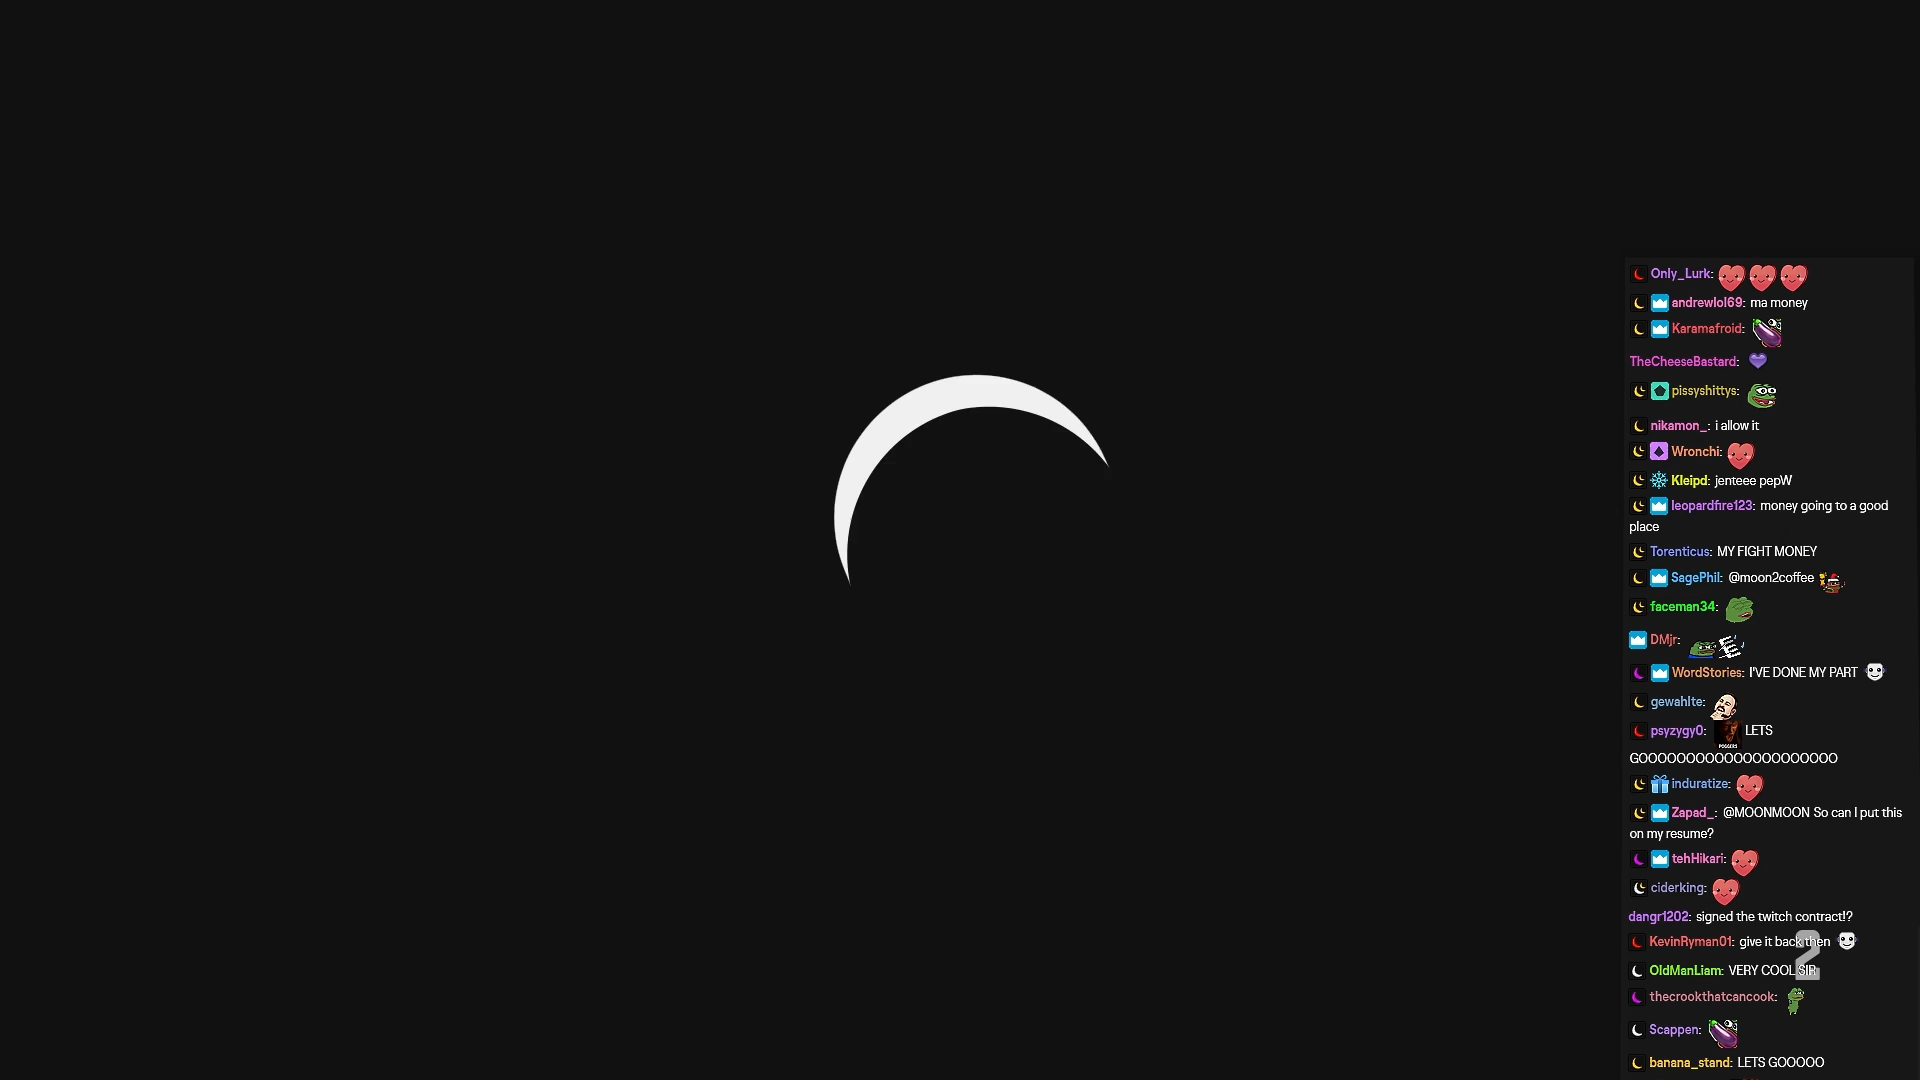 Only_Lurk:
andrewlol69: ma money
Karamafroid:
TheCheeseBastard:
pissyshittys:
nikamon_: i allow it
Wronchi:
Kleipd: jenteee pepW
leopardfire123: money going to a good
place
Torenticus: MY FIGHT MONEY
SagePhil: @moon2coffee
faceman34:
DMjr:
WordStories: I'VE DONE MY PART
gewahlte:
psyzygy0: POGGERS LETS
GOOOOOOOOOOOOOOOOOOOOO
induratize:
Zapad_: @MOONMOON So can I put this
on my resume?
tehHikari:
ciderking:
dangr1202: signed the twitch contract!?
KevinRyman01: give it back then
2
OldManLiam: VERY COOL SIR
thecrookthatcancook:
Scappen:
banana_stand: LETS GOOOOO